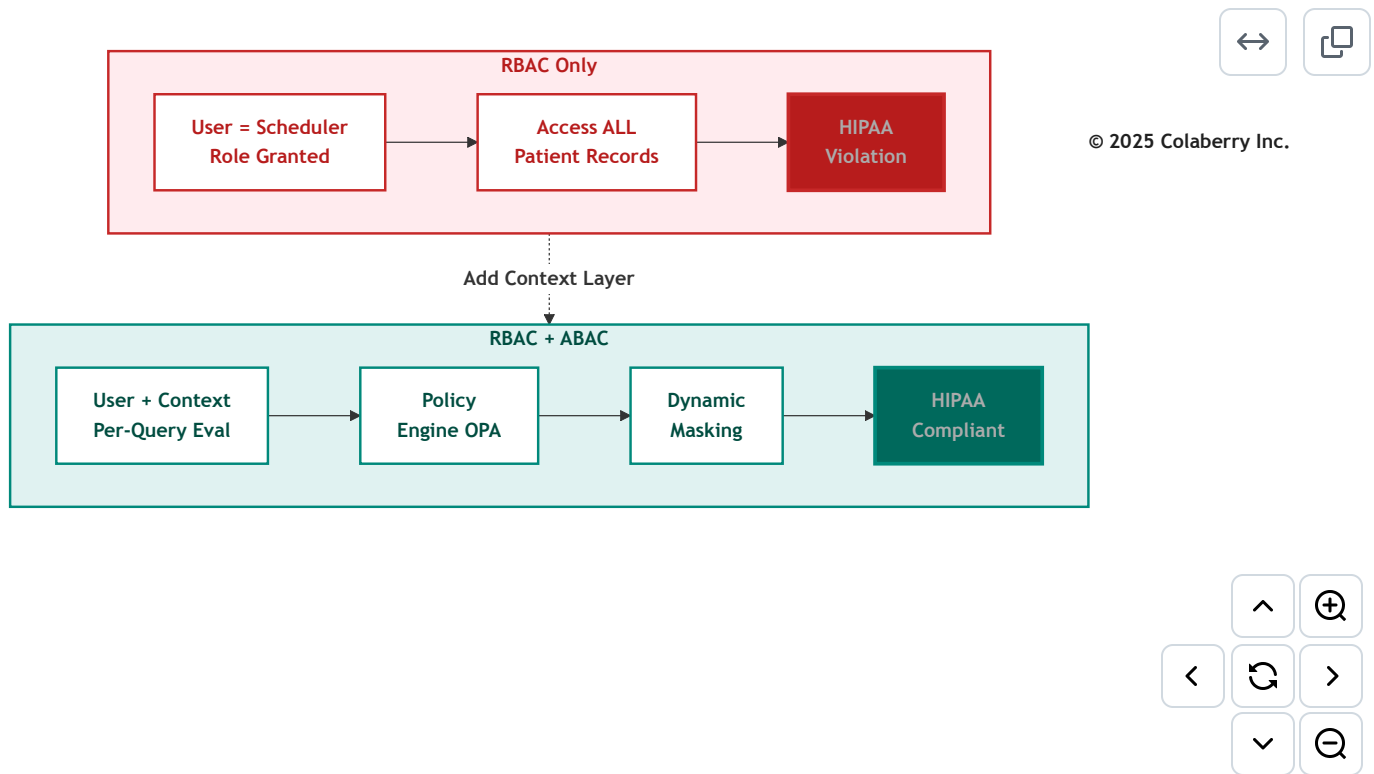 RBAC Only
User = Scheduler
Role Granted
Access ALL
Patient Records
HIPAA
Violation
© 2025 Colaberry Inc.
Add Context Layer
RBAC + ABAC
User + Context
Per-Query Eval
Policy
Engine OPA
Dynamic
Masking
HIPAA
Compliant